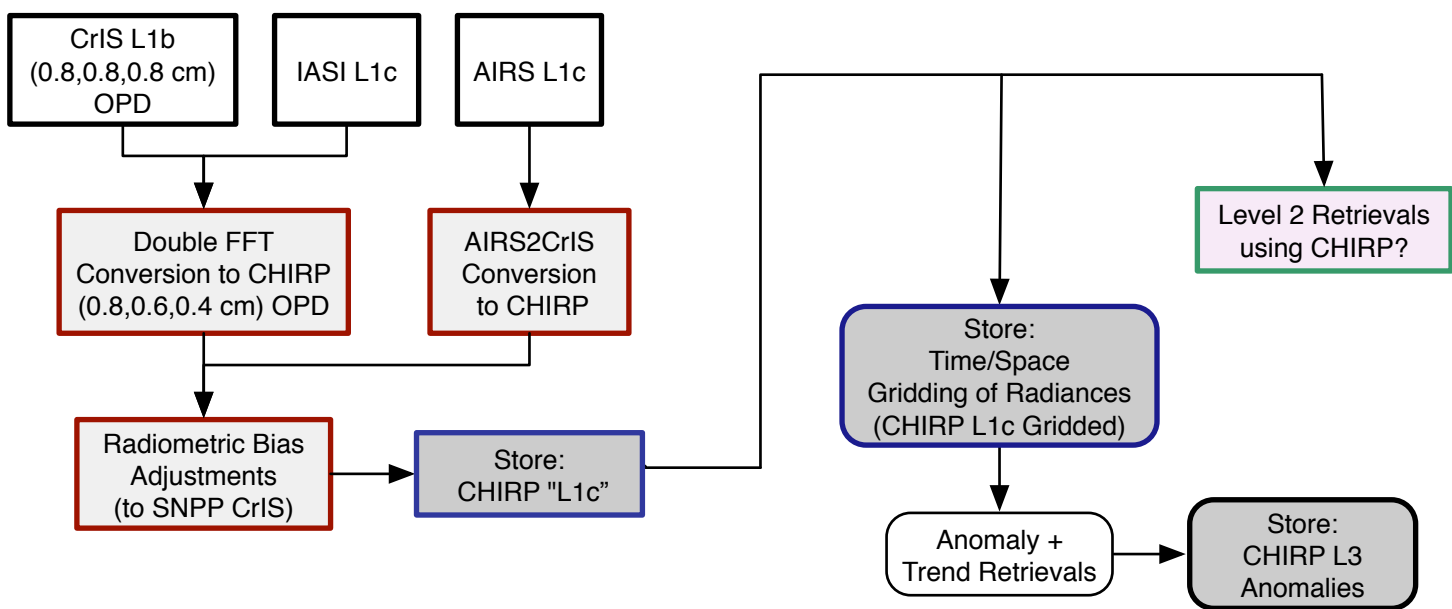 CrIS L1b
(0.8,0.8,0.8 cm)
OPD
IASI L1c
AIRS L1c
Double FFT
Conversion to CHIRP
(0.8,0.6,0.4 cm) OPD
AIRS2CrIS
Conversion
to CHIRP
Level 2 Retrievals
using CHIRP?
Radiometric Bias
Adjustments
(to SNPP CrIS)
Store:
CHIRP "L1c”
Store:
Time/Space
Gridding of Radiances
(CHIRP L1c Gridded)
Anomaly +
Trend Retrievals
Store:
CHIRP L3
Anomalies